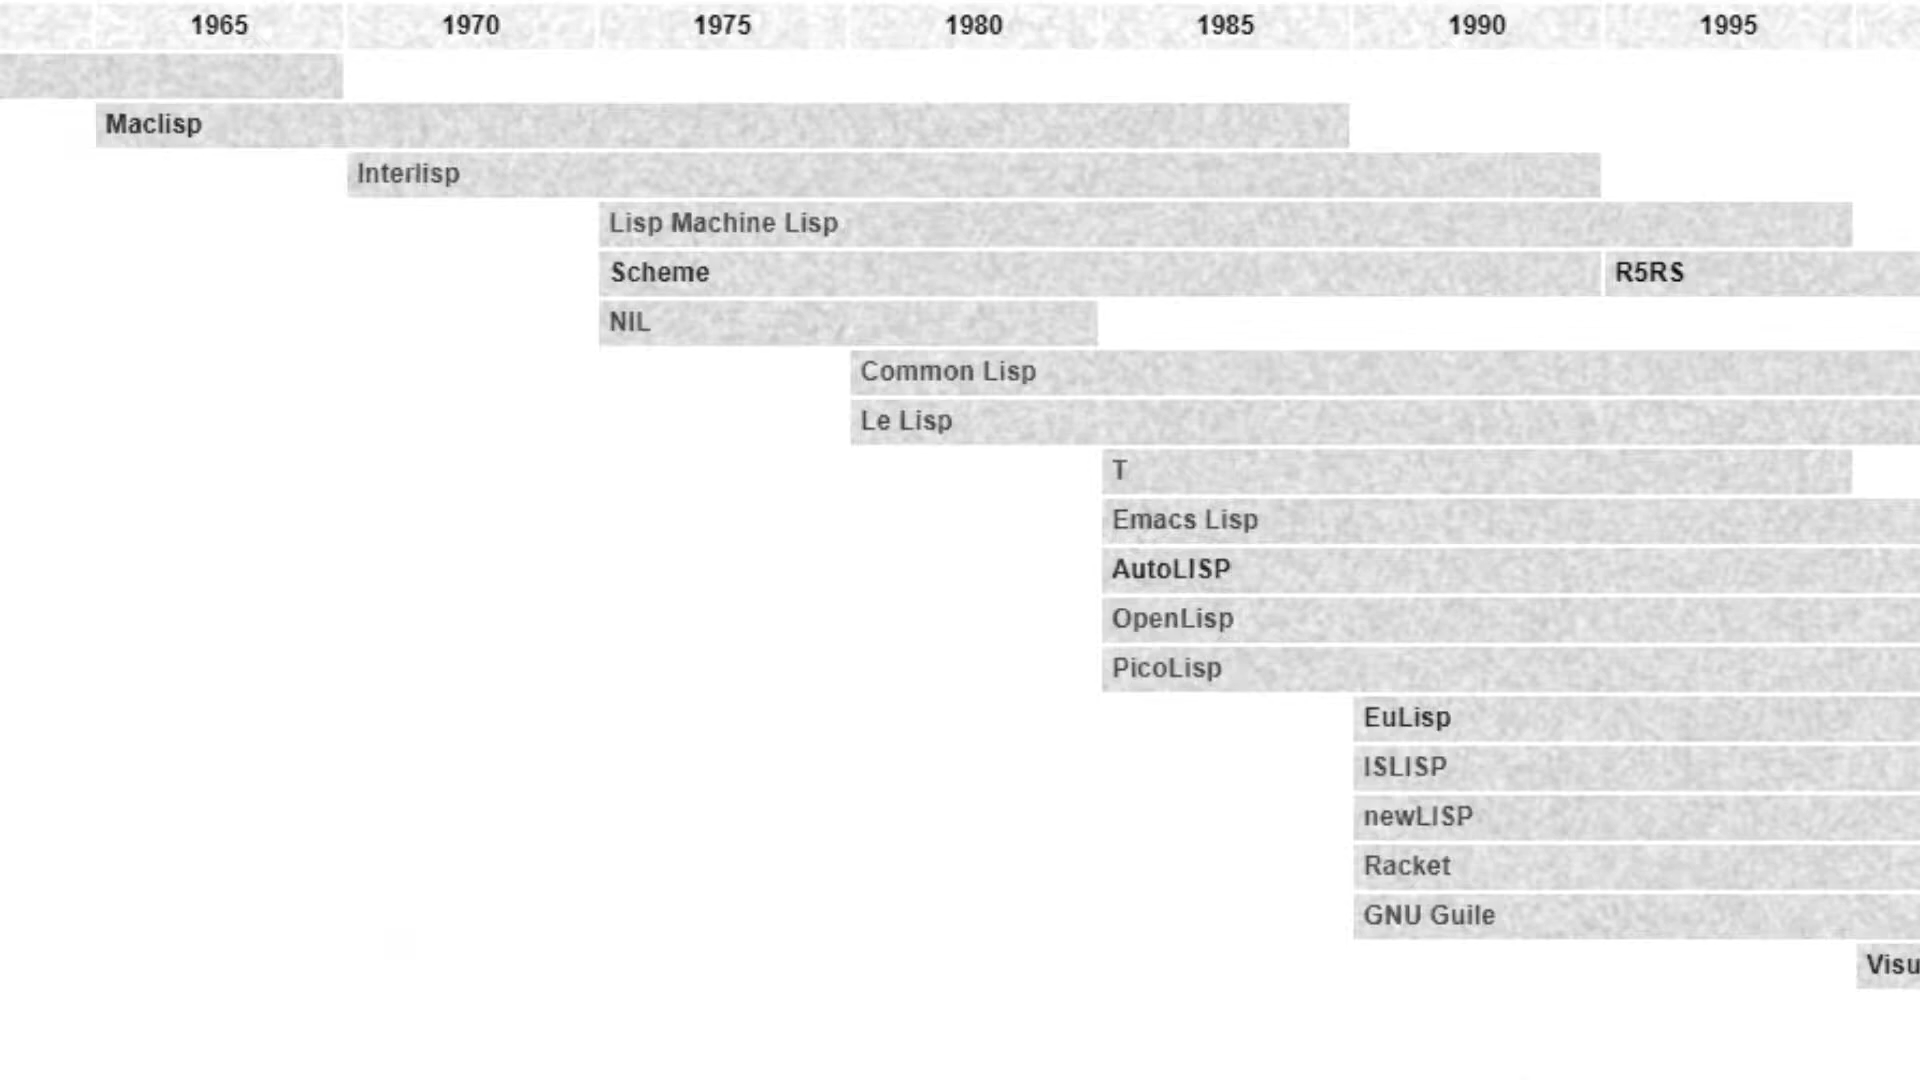 1965 1970 1975 1980 1985 1990 1995
Maclisp
Interlisp
Lisp Machine Lisp
Scheme R5RS
NIL
Common Lisp
Le Lisp
T
Emacs Lisp
AutoLISP
OpenLisp
PicoLisp
EuLisp
ISLISP
newLISP
Racket
GNU Guile
Visu